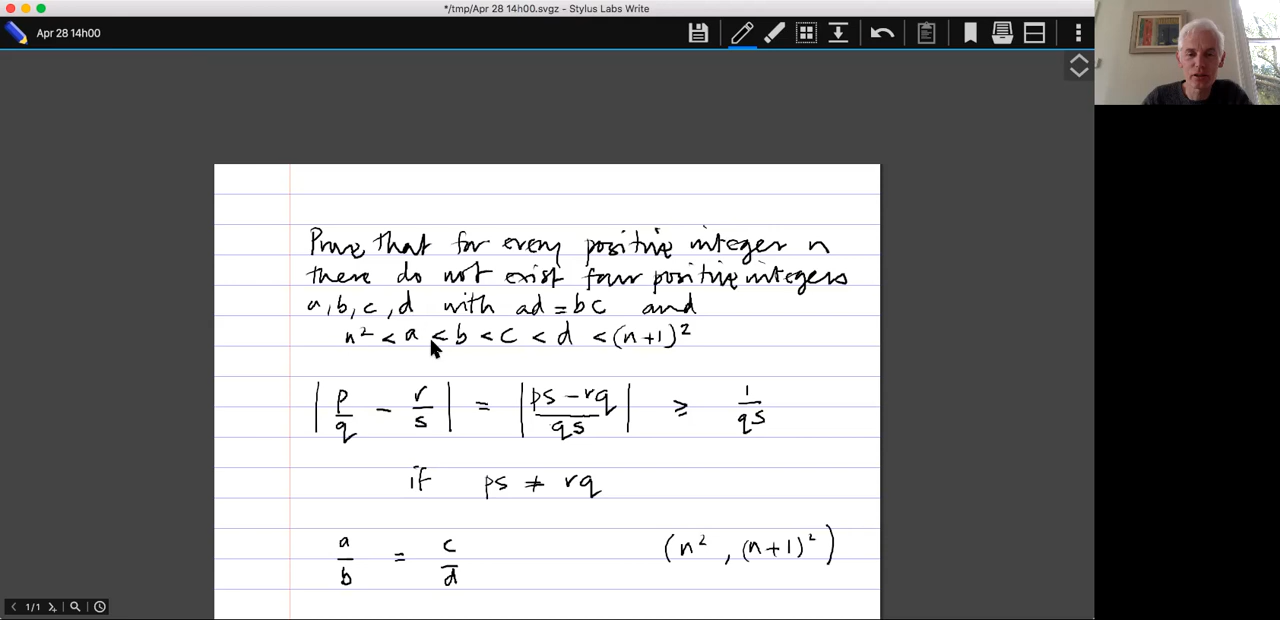 */tmp/Apr 28 14h00.svgz - Stylus Labs Write
Apr 28 14h00
Prove that for every positive integer n
there do not exist four positive integers
a, b, c, d with ad = bc and
n² < a < b < c < d < (n+1)²
| p/q - r/s | = | (ps - rq)/qs | ≥ 1/qs
if ps ≠ rq
a/b = c/d (n², (n+1)²)
1/1